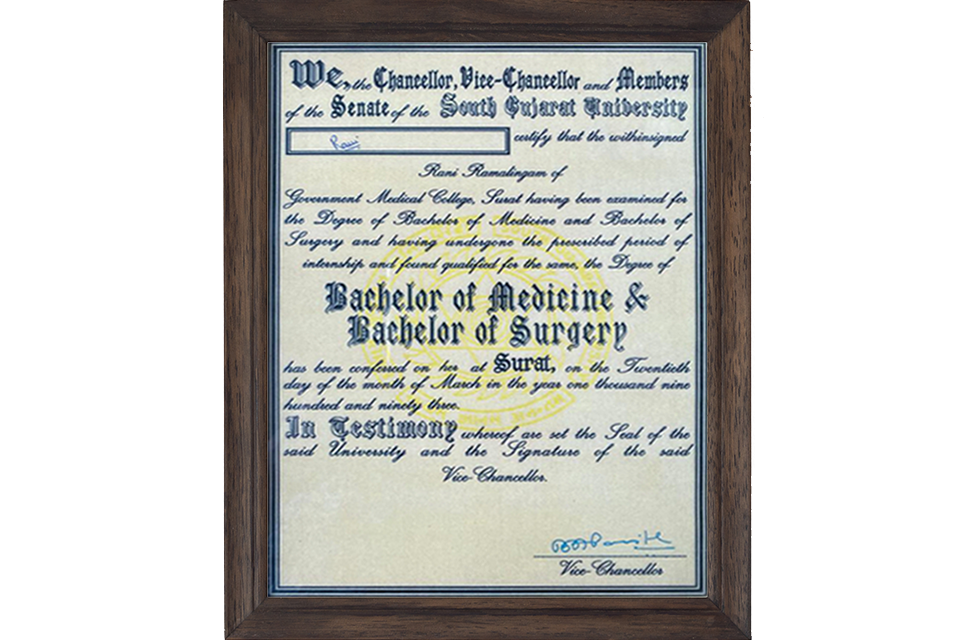 We, the Chancellor, Vice-Chancellor and Members
of the Senate of the South Gujarat University
Rani
certify that the withinsigned
Rani Ramalingam of
Government Medical College, Surat having been examined for
the Degree of Bachelor of Medicine and Bachelor of
Surgery and having undergone the prescribed period of
internship and found qualified for the same, the Degree of
Bachelor of Medicine &
Bachelor of Surgery
has been conferred on her at Surat, on the Twentieth
day of the month of March in the year one thousand nine
hundred and ninety three.
In Testimony whereof are set the Seal of the
said University and the Signature of the said
Vice-Chancellor.
Vice-Chancellor